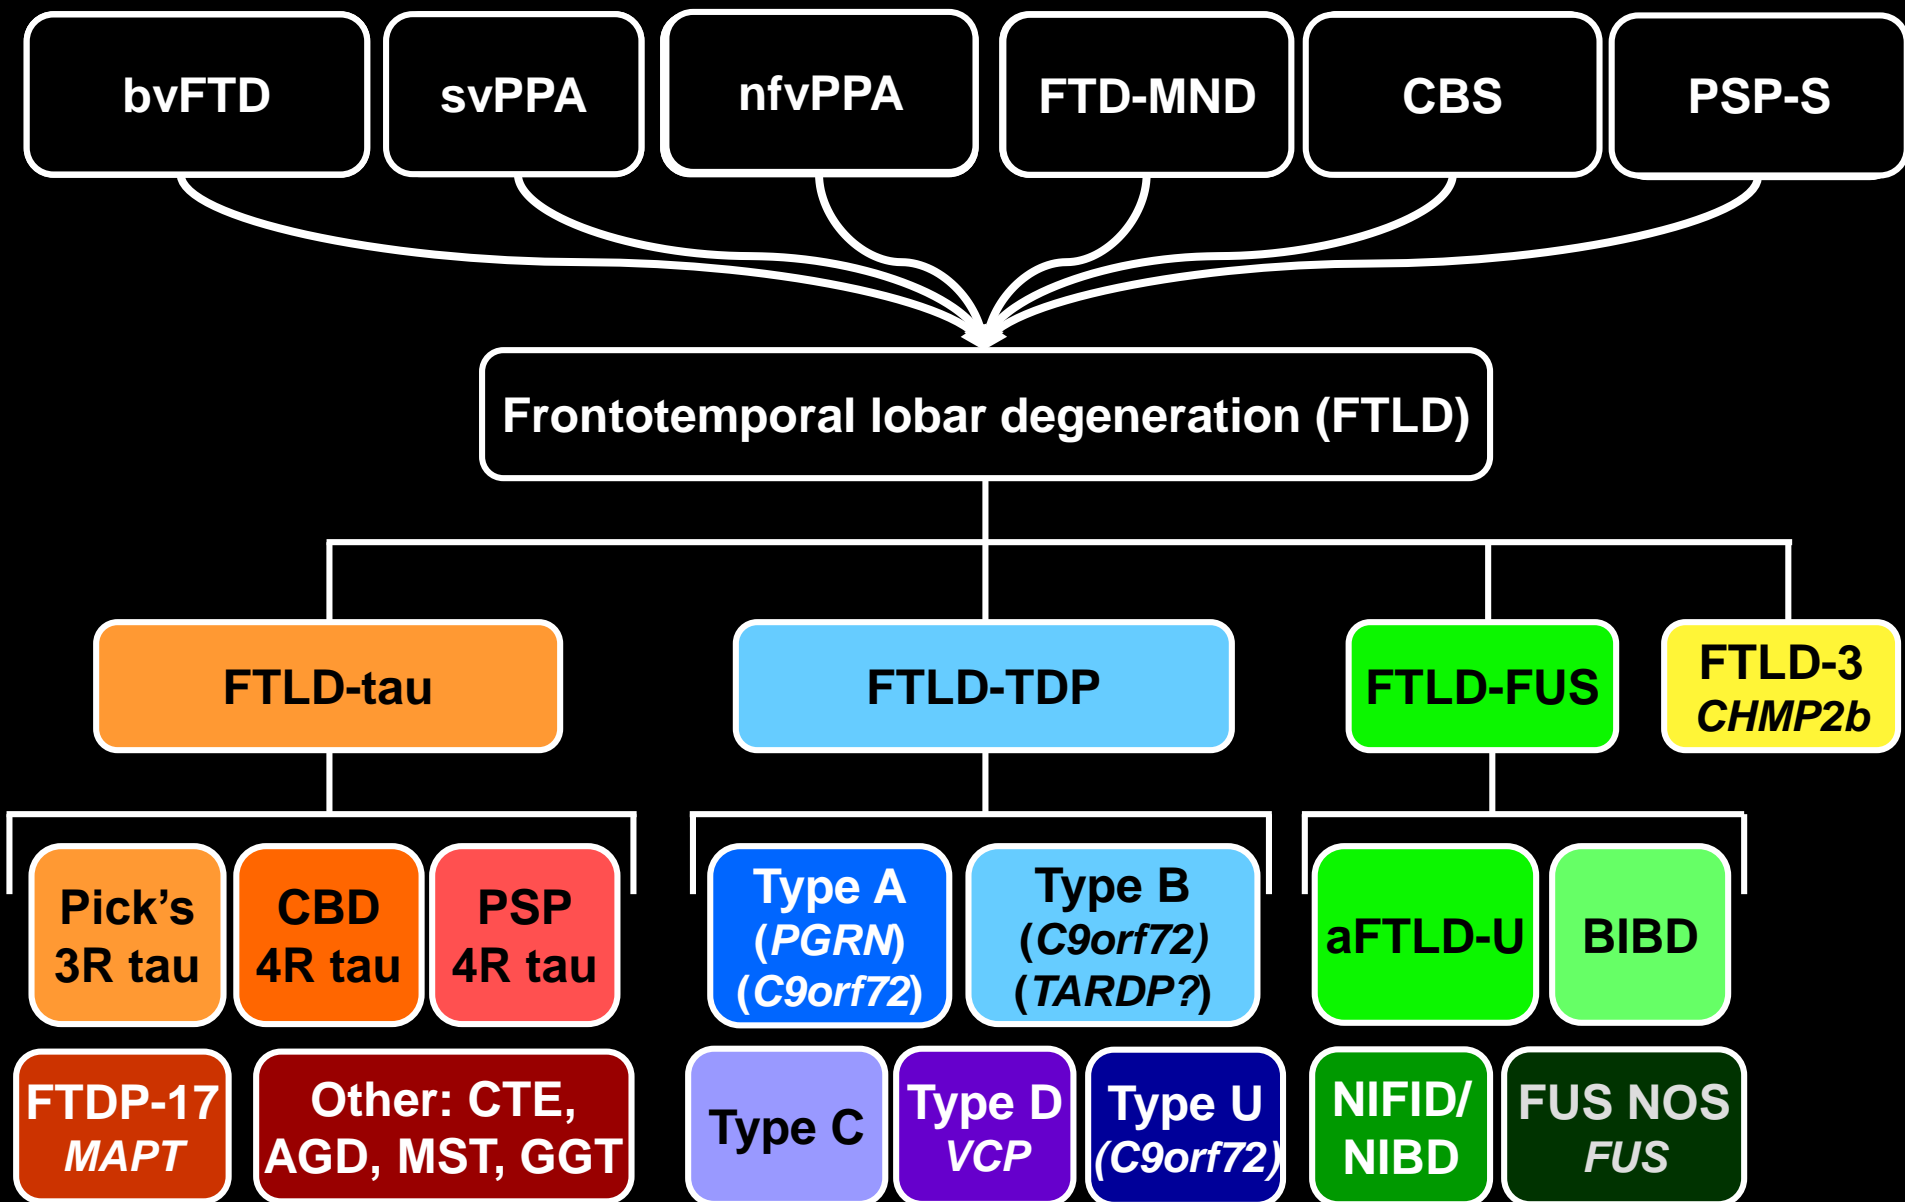 bvFTD
svPPA
nfvPPA
FTD-MND
CBS
PSP-S
Frontotemporal lobar degeneration (FTLD)
FTLD-tau
FTLD-TDP
FTLD-FUS
FTLD-3
CHMP2b
Pick’s
3R tau
CBD
4R tau
PSP
4R tau
Type A
(PGRN)
(C9orf72)
Type B
(C9orf72)
(TARDP?)
aFTLD-U
BIBD
FTDP-17
MAPT
Other: CTE,
AGD, MST, GGT
Type C
Type D
VCP
Type U
(C9orf72)
NIFID/
NIBD
FUS NOS
FUS